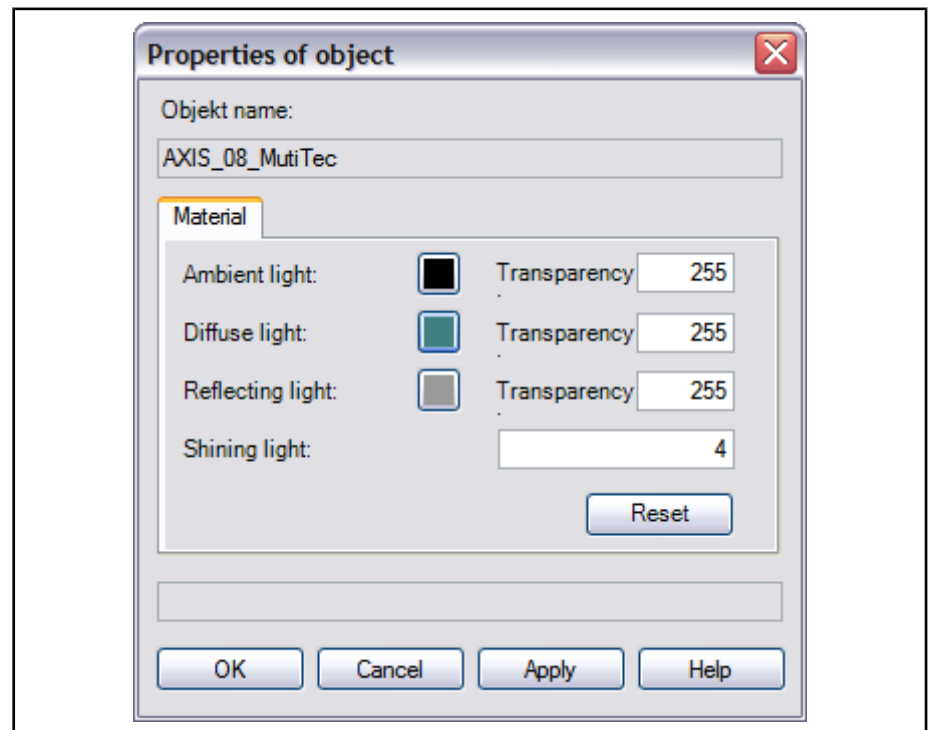 Properties of object
Objekt name:
AXIS_08_MutiTec
Material
Ambient light: Transparency 255
Diffuse light: Transparency 255
Reflecting light: Transparency 255
Shining light: 4
Reset
OK Cancel Apply Help